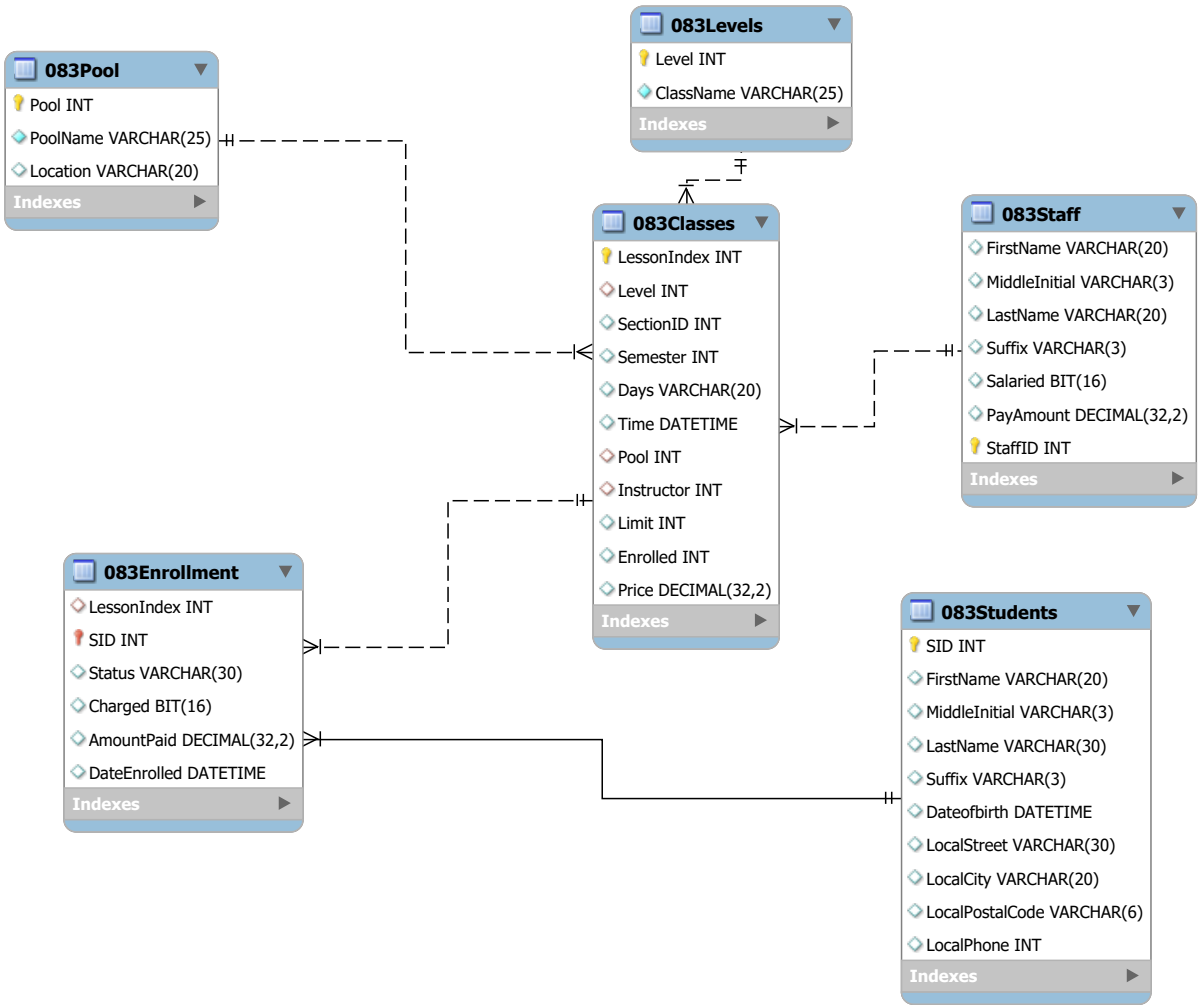 083Pool
Pool INT
PoolName VARCHAR(25)
Location VARCHAR(20)
Indexes
083Levels
Level INT
ClassName VARCHAR(25)
Indexes
083Classes
LessonIndex INT
Level INT
SectionID INT
Semester INT
Days VARCHAR(20)
Time DATETIME
Pool INT
Instructor INT
Limit INT
Enrolled INT
Price DECIMAL(32,2)
Indexes
083Staff
FirstName VARCHAR(20)
MiddleInitial VARCHAR(3)
LastName VARCHAR(20)
Suffix VARCHAR(3)
Salaried BIT(16)
PayAmount DECIMAL(32,2)
StaffID INT
Indexes
083Enrollment
LessonIndex INT
SID INT
Status VARCHAR(30)
Charged BIT(16)
AmountPaid DECIMAL(32,2)
DateEnrolled DATETIME
Indexes
083Students
SID INT
FirstName VARCHAR(20)
MiddleInitial VARCHAR(3)
LastName VARCHAR(30)
Suffix VARCHAR(3)
Dateofbirth DATETIME
LocalStreet VARCHAR(30)
LocalCity VARCHAR(20)
LocalPostalCode VARCHAR(6)
LocalPhone INT
Indexes